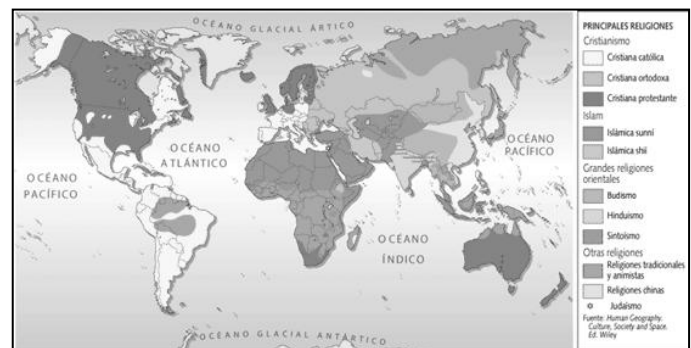 OCÉANO GLACIAL ÁRTICO
OCÉANO
ATLÁNTICO
OCÉANO
PACÍFICO
OCÉANO
PACÍFICO
OCÉANO
ÍNDICO
OCÉANO GLACIAL ANTÁRTICO
PRINCIPALES RELIGIONES
Cristianismo
Cristiana católica
Cristiana ortodoxa
Cristiana protestante
Islam
Islámica sunní
Islámica shií
Grandes religiones
orientales
Budismo
Hinduismo
Sintoísmo
Otras religiones
Religiones tradicionales
y animistas
Religiones chinas
Judaísmo
Fuente: Human Geography.
Culture, Society and Space.
Ed. Wiley